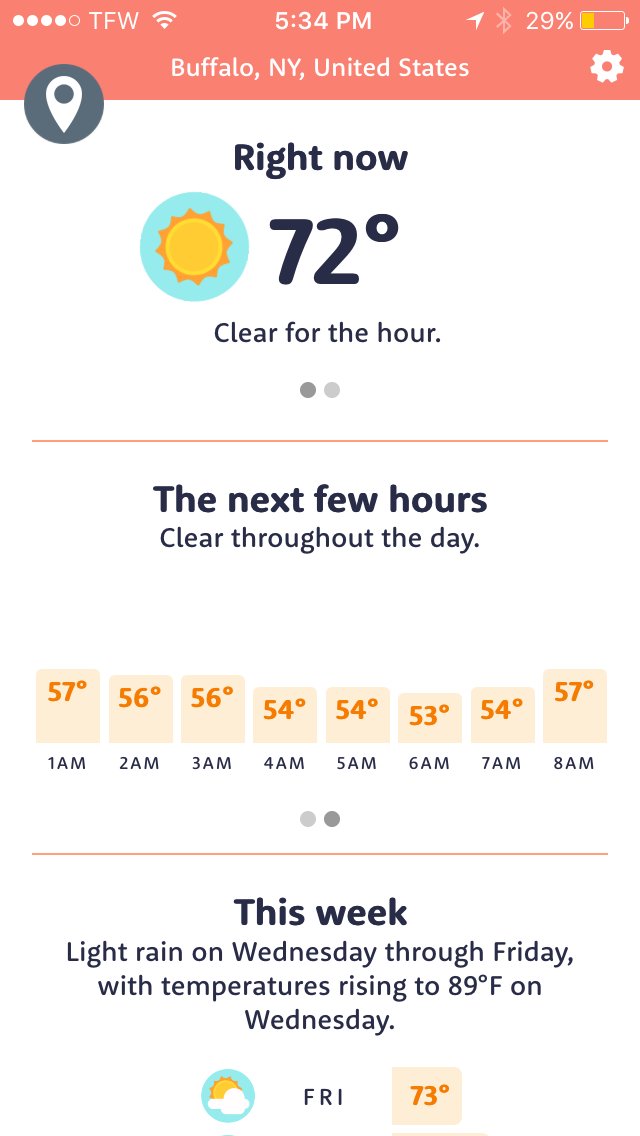 TFW 5:34 PM 29%
Buffalo, NY, United States
Right now
72°
Clear for the hour.
The next few hours
Clear throughout the day.
57° 56° 56° 54° 54° 53° 54° 57°
1AM 2AM 3AM 4AM 5AM 6AM 7AM 8AM
This week
Light rain on Wednesday through Friday,
with temperatures rising to 89°F on
Wednesday.
FRI 73°